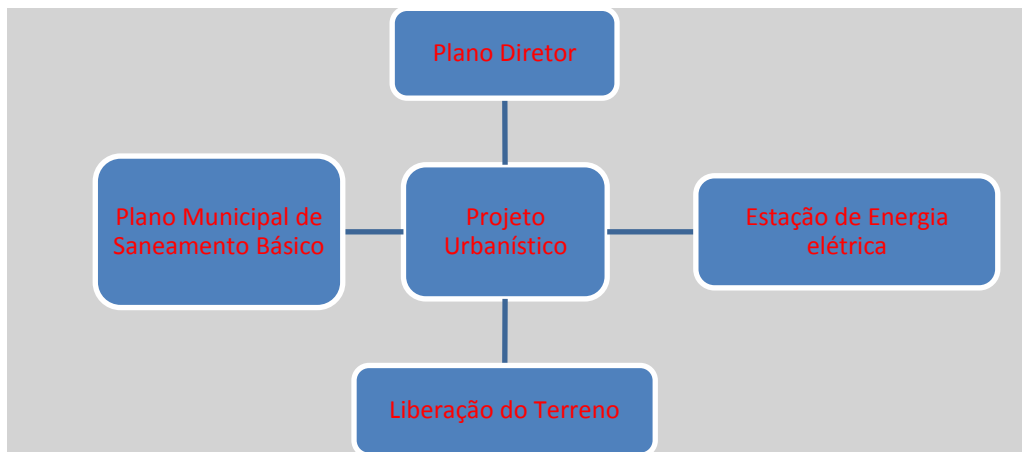 Plano Diretor
Plano Municipal de
Saneamento Básico
Projeto
Urbanístico
Estação de Energia
elétrica
Liberação do Terreno